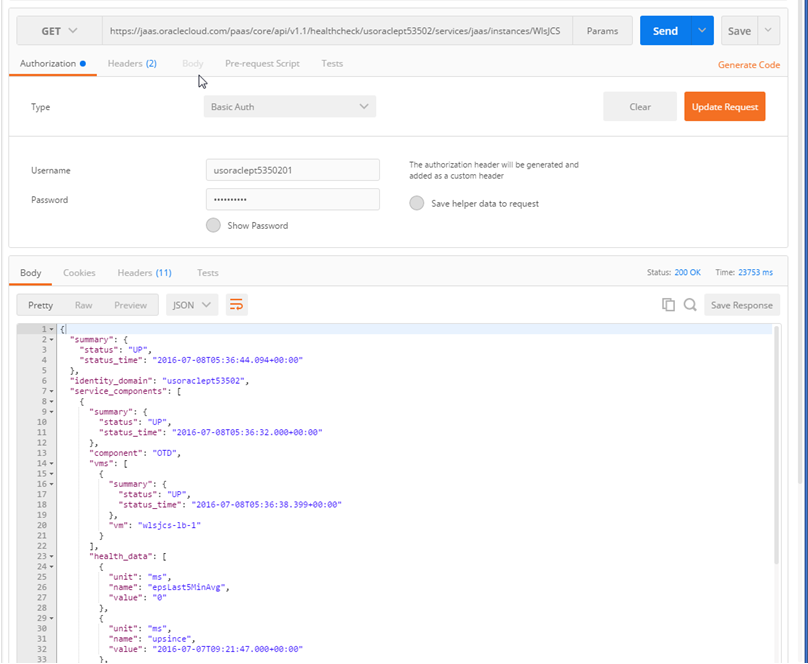 GET https://jaas.oraclecloud.com/paas/core/api/v1.1/healthcheck/usoraclept53502/services/jaas/instances/WlsJCS Params Send Save
Authorization Headers (2) Body Pre-request Script Tests Generate Code
Type Basic Auth Clear Update Request
Username usoraclept5350201 The authorization header will be generated and
added as a custom header
Password •••••••••• Save helper data to request
Show Password
Body Cookies Headers (11) Tests Status: 200 OK Time: 23753 ms
Pretty Raw Preview JSON Save Response
1 {
2 "summary": {
3 "status": "UP",
4 "status_time": "2016-07-08T05:36:44.094+00:00"
5 },
6 "identity_domain": "usoraclept53502",
7 "service_components": [
8 {
9 "summary": {
10 "status": "UP",
11 "status_time": "2016-07-08T05:36:32.000+00:00"
12 },
13 "component": "OTD",
14 "vms": [
15 {
16 "summary": {
17 "status": "UP",
18 "status_time": "2016-07-08T05:36:38.399+00:00"
19 },
20 "vm": "wlsjcs-lb-1"
21 }
22 ],
23 "health_data": [
24 {
25 "unit": "ms",
26 "name": "epsLast5MinAvg",
27 "value": "0"
28 },
29 {
30 "unit": "ms",
31 "name": "upsince",
32 "value": "2016-07-07T09:21:47.000+00:00"
33 },